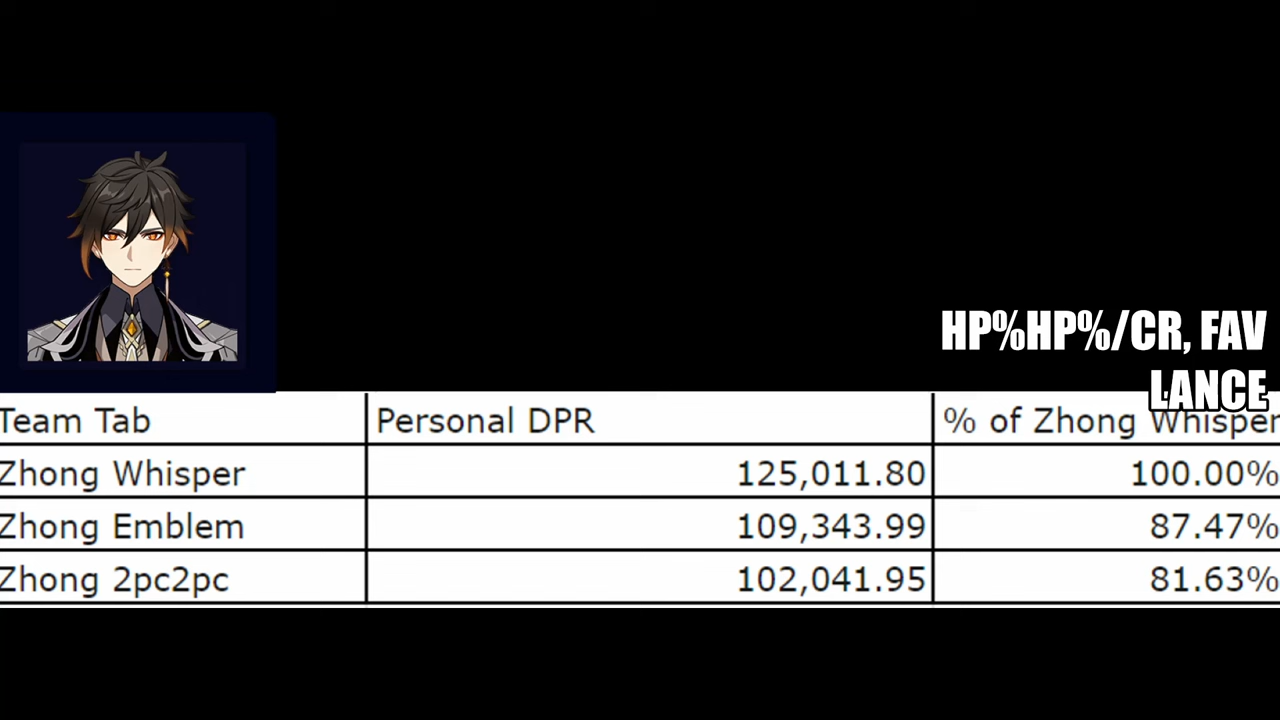 HP%HP%/CR, FAV
LANCE
Team Tab Personal DPR % of Zhong Whisper
Zhong Whisper 125,011.80 100.00%
Zhong Emblem 109,343.99 87.47%
Zhong 2pc2pc 102,041.95 81.63%